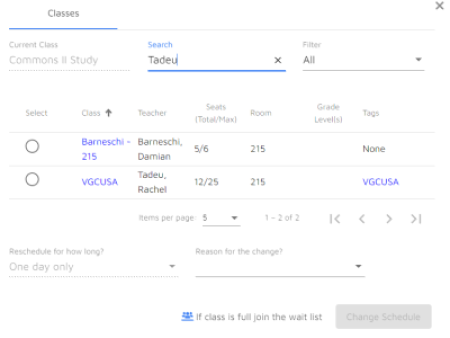 Classes
Current Class Search Filter
Commons II Study Tadeu All
Select Class Teacher Seats (Total/Max) Room Grade Level(s) Tags
Barneschi - 215 Barneschi, Damian 5/6 215 None
VGCUSA Tadeu, Rachel 12/25 215 VGCUSA
Items per page: 5 1 – 2 of 2
Reschedule for how long? Reason for the change?
One day only
If class is full join the wait list Change Schedule